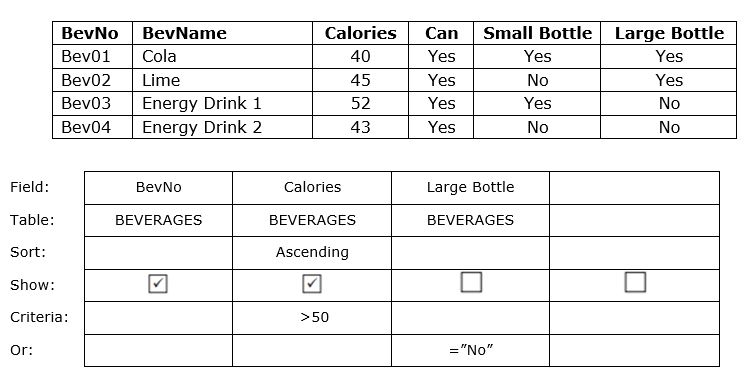 BevNo BevName Calories Can Small Bottle Large Bottle
Bev01 Cola 40 Yes Yes Yes
Bev02 Lime 45 Yes No Yes
Bev03 Energy Drink 1 52 Yes Yes No
Bev04 Energy Drink 2 43 Yes No No
Field: BevNo Calories Large Bottle
Table: BEVERAGES BEVERAGES BEVERAGES
Sort: Ascending
Show:
Criteria: >50
Or: =”No”